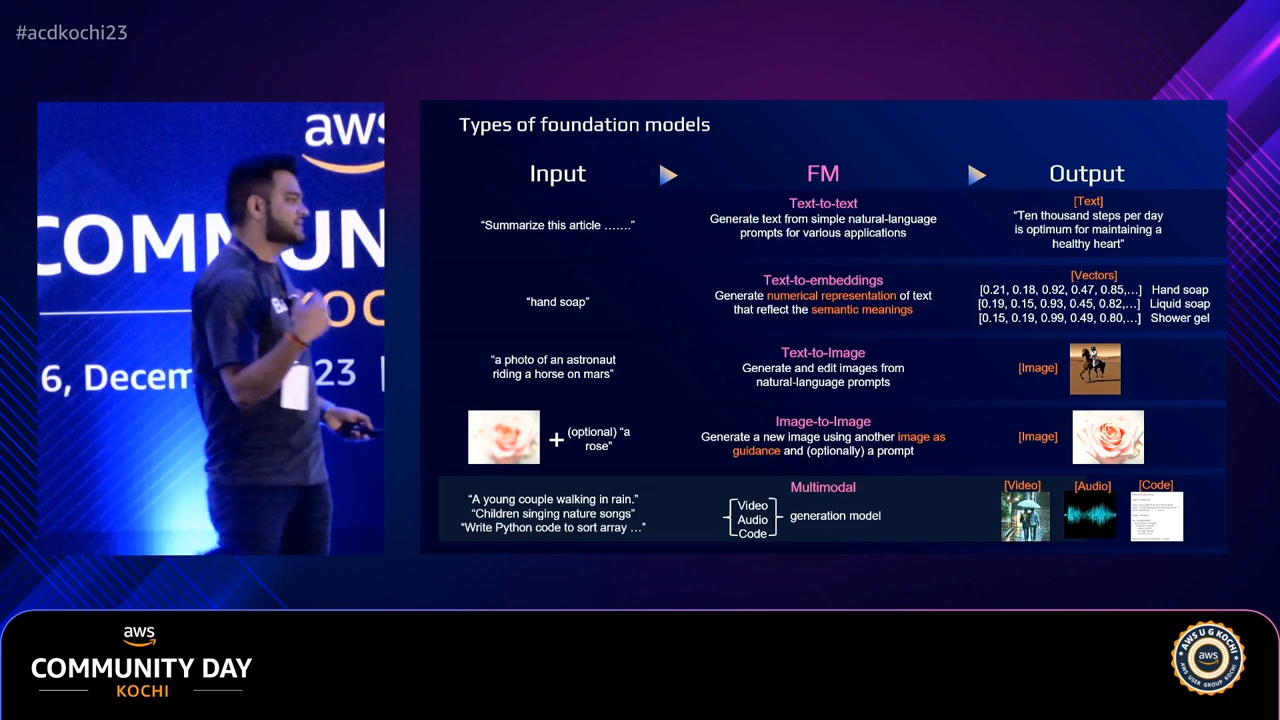 #acdkochi23
aws
COMMUN
OC
6, Decem
23
Types of foundation models
Input
FM
Output
“Summarize this article …….”
Text-to-text
Generate text from simple natural-language
prompts for various applications
[Text]
“Ten thousand steps per day
is optimum for maintaining a
healthy heart”
“hand soap”
Text-to-embeddings
Generate numerical representation of text
that reflect the semantic meanings
[Vectors]
[0.21, 0.18, 0.92, 0.47, 0.85,…] Hand soap
[0.19, 0.15, 0.93, 0.45, 0.82,…] Liquid soap
[0.15, 0.19, 0.99, 0.49, 0.80,…] Shower gel
“a photo of an astronaut
riding a horse on mars”
Text-to-Image
Generate and edit images from
natural-language prompts
[Image]
+ (optional) “a
rose”
Image-to-Image
Generate a new image using another image as
guidance and (optionally) a prompt
[Image]
“A young couple walking in rain.”
“Children singing nature songs”
“Write Python code to sort array …”
Multimodal
Video
Audio
Code
generation model
[Video]
[Audio]
[Code]
aws
COMMUNITY DAY
KOCHI
AWS U G KOCHI
aws
AWS USER GROUP KOCHI